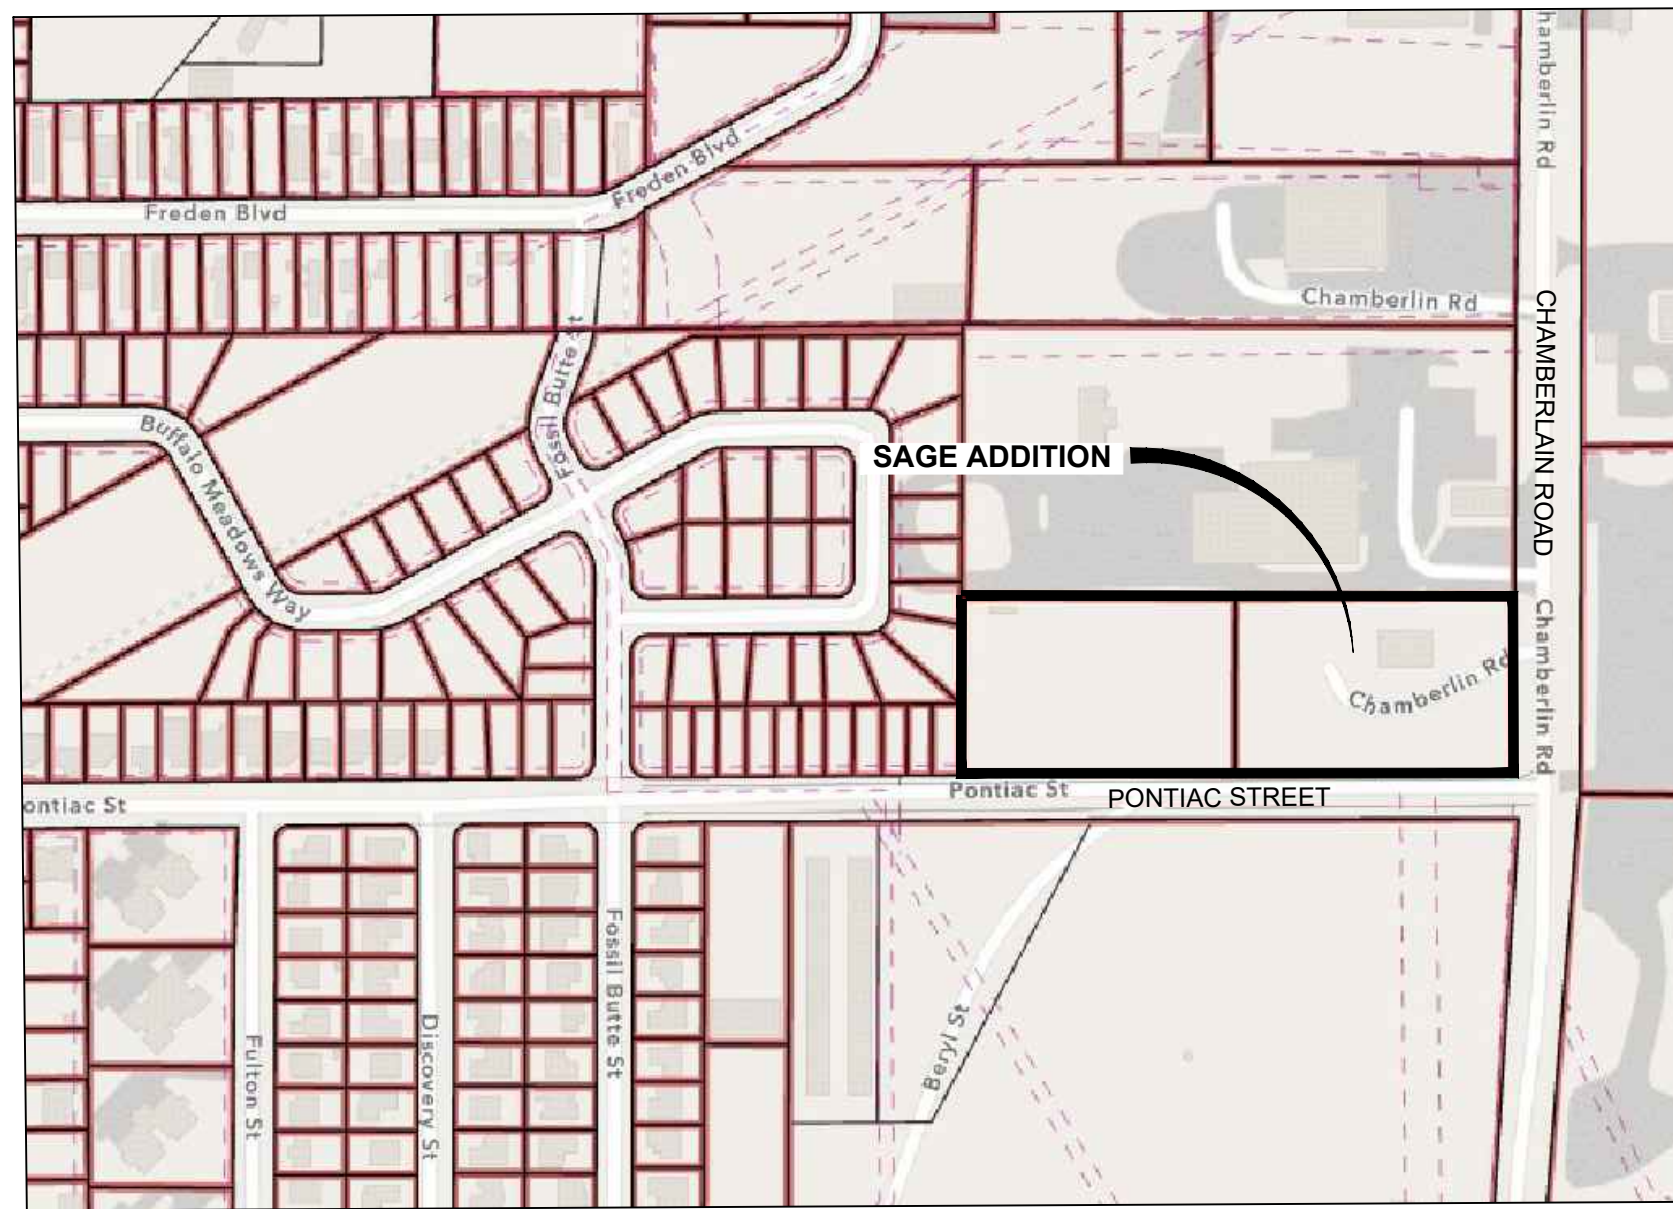 hamberlin Rd
Freden Blvd
Freden Blvd
Chamberlin Rd
CHAMBERLAIN ROAD
Fossil Butte St
Buffalo Meadows Way
SAGE ADDITION
Chamberlin Rd
Chamberlin Rd
Pontiac St
PONTIAC STREET
ontiac St
Fossil Butte St
Beryl St
Discovery St
Fulton St